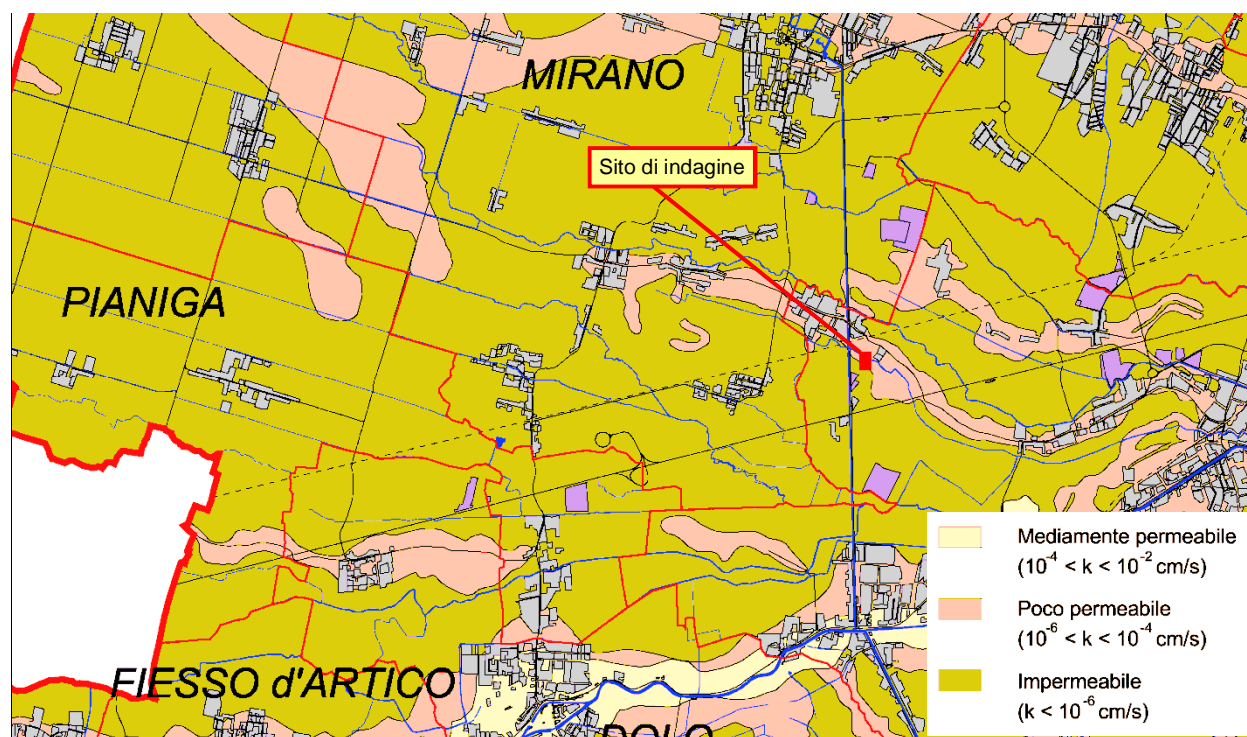 MIRANO
Sito di indagine
PIANIGA
Mediamente permeabile
(10⁻⁴ < k < 10⁻² cm/s)
Poco permeabile
(10⁻⁶ < k < 10⁻⁴ cm/s)
Impermeabile
(k < 10⁻⁶ cm/s)
FIESSO d'ARTICO
DOLO